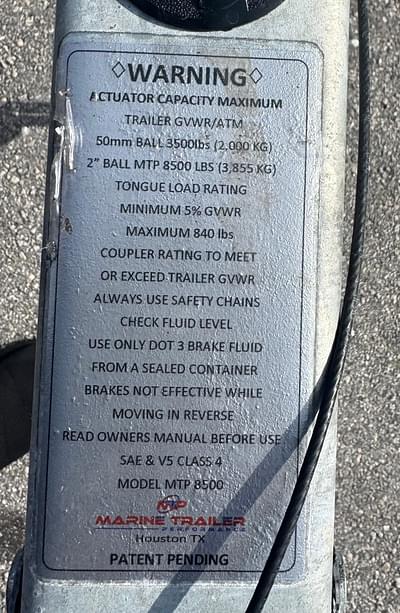 ◇WARNING◇
ACTUATOR CAPACITY MAXIMUM
TRAILER GVWR/ATM
50mm BALL 3500lbs (2,000 KG)
2" BALL MTP 8500 LBS (3,855 KG)
TONGUE LOAD RATING
MINIMUM 5% GVWR
MAXIMUM 840 lbs
COUPLER RATING TO MEET
OR EXCEED TRAILER GVWR
ALWAYS USE SAFETY CHAINS
CHECK FLUID LEVEL
USE ONLY DOT 3 BRAKE FLUID
FROM A SEALED CONTAINER
BRAKES NOT EFFECTIVE WHILE
MOVING IN REVERSE
READ OWNERS MANUAL BEFORE USE
SAE & V5 CLASS 4
MODEL MTP 8500
MTP
MARINE TRAILER
PERFORMANCE
Houston TX
PATENT PENDING